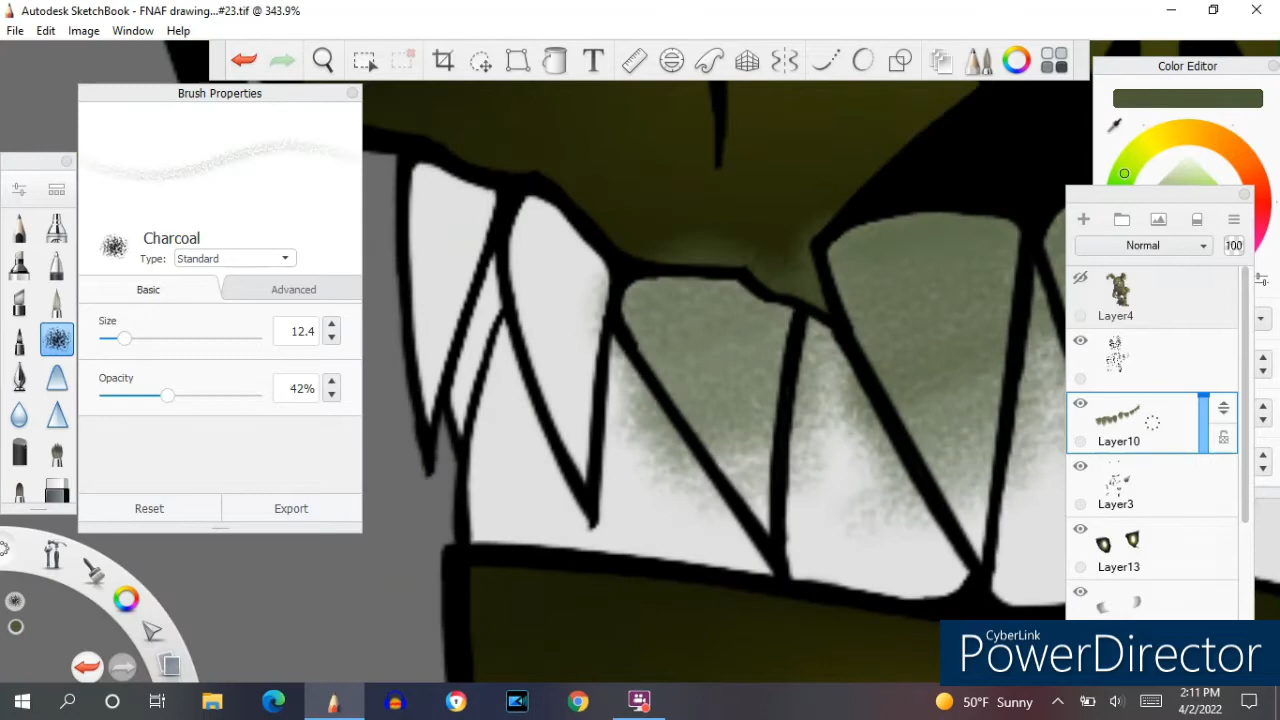 Autodesk SketchBook - FNAF drawing...#23.tif @ 343.9%
File Edit Image Window Help
T
Brush Properties
Color Editor
Charcoal
Type: Standard
Basic
Advanced
Size
12.4
Opacity
42%
Reset
Export
Normal
100
Layer4
Layer10
Layer3
Layer13
CyberLink
PowerDirector
50°F Sunny
2:11 PM
4/2/2022